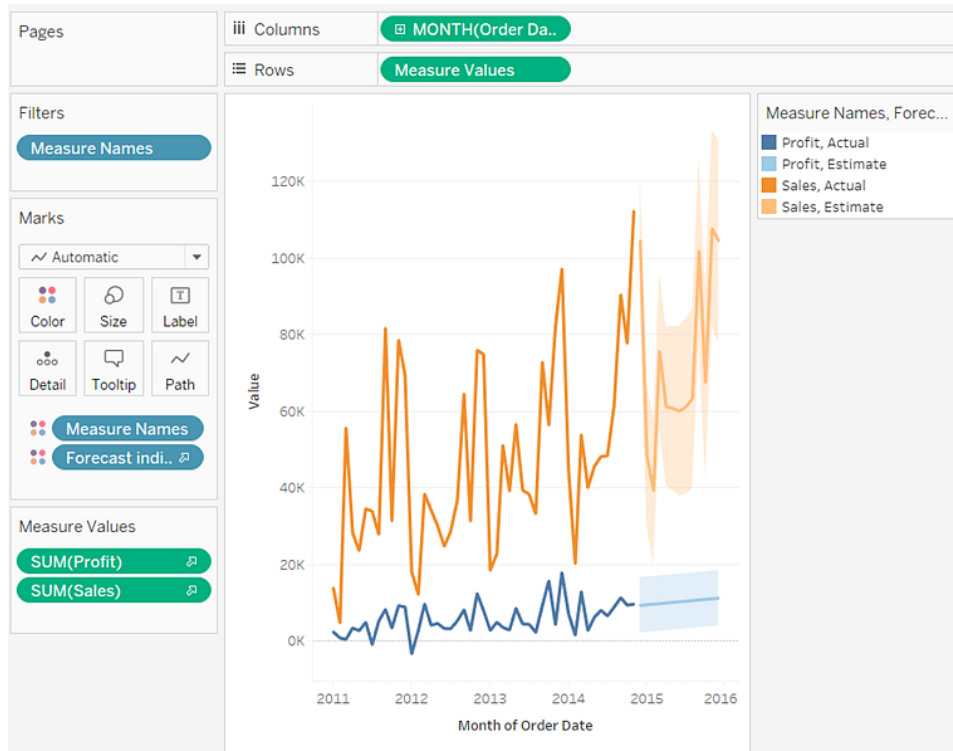 Pages
Columns
MONTH(Order Da..
Rows
Measure Values
Filters
Measure Names
Marks
Automatic
Color
Size
T
Label
Detail
Tooltip
Path
Measure Names
Forecast indi..
Measure Values
SUM(Profit)
SUM(Sales)
120K
100K
80K
60K
40K
20K
0K
Value
2011
2012
2013
2014
2015
2016
Month of Order Date
Measure Names, Forec...
Profit, Actual
Profit, Estimate
Sales, Actual
Sales, Estimate